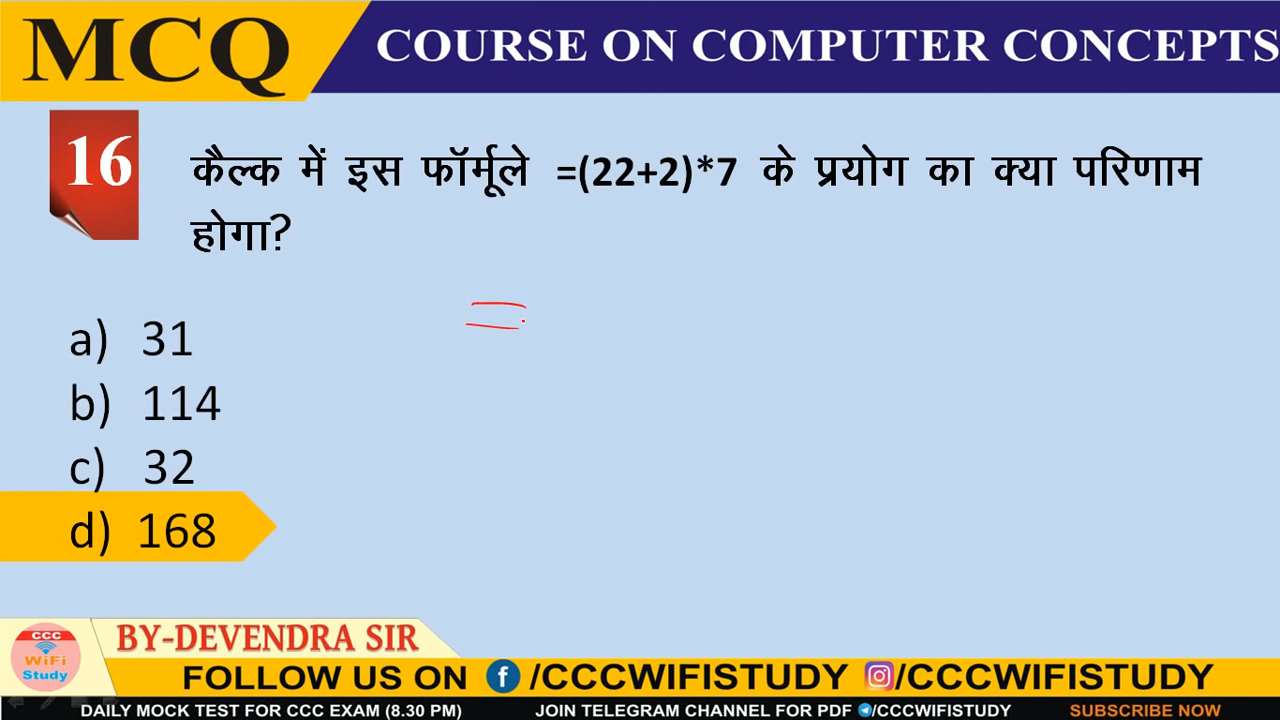 MCQ
COURSE ON COMPUTER CONCEPTS
16
कैल्क में इस फॉर्मूले =(22+2)*7 के प्रयोग का क्या परिणाम
होगा?
a) 31
b) 114
c) 32
d) 168
CCC
WiFi
Study
BY-DEVENDRA SIR
FOLLOW US ON f /CCCWIFISTUDY /CCCWIFISTUDY
DAILY MOCK TEST FOR CCC EXAM (8.30 PM) JOIN TELEGRAM CHANNEL FOR PDF /CCCWIFISTUDY SUBSCRIBE NOW